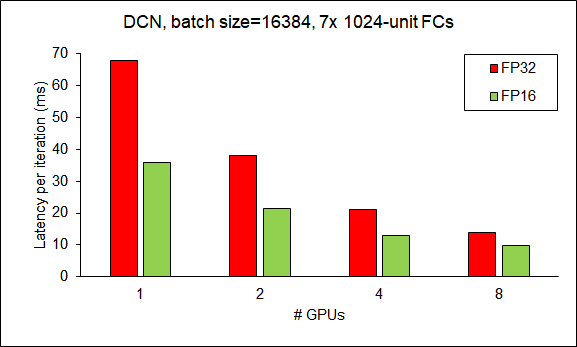 DCN, batch size=16384, 7x 1024-unit FCs
Latency per iteration (ms)
70
60
50
40
30
20
10
0
FP32
FP16
1 2 4 8
# GPUs